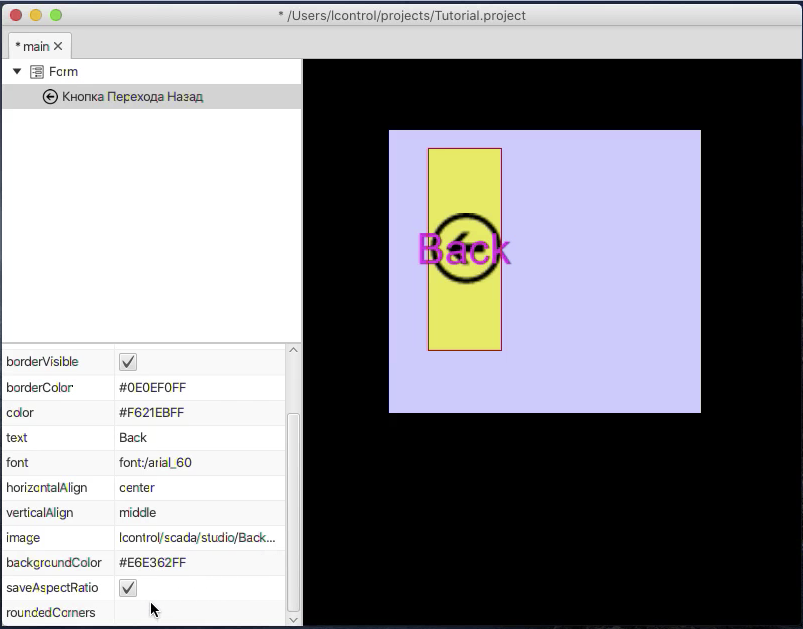 * /Users/lcontrol/projects/Tutorial.project
* main
Form
Кнопка Перехода Назад
Back
borderVisible
borderColor #0E0EF0FF
color #F621EBFF
text Back
font font:/arial_60
horizontalAlign center
verticalAlign middle
image lcontrol/scada/studio/Back...
backgroundColor #E6E362FF
saveAspectRatio
roundedCorners